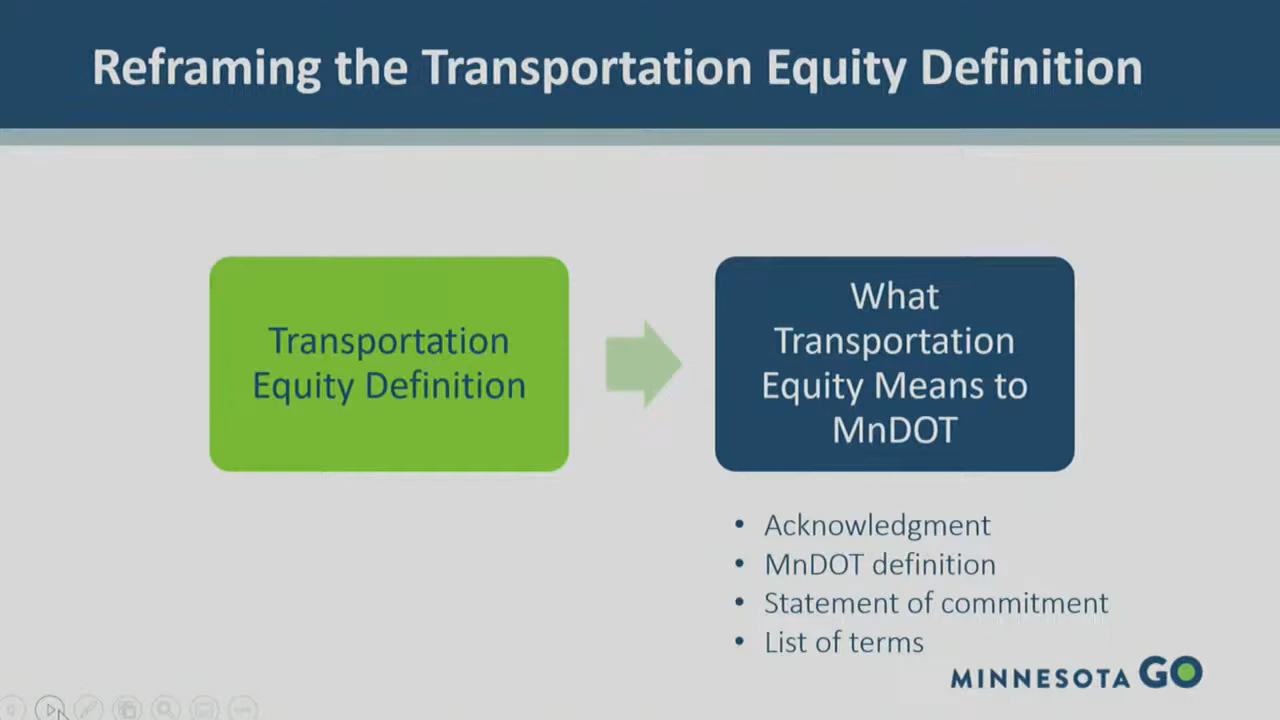 Reframing the Transportation Equity Definition
Transportation
Equity Definition
What
Transportation
Equity Means to
MnDOT
• Acknowledgment
• MnDOT definition
• Statement of commitment
• List of terms
MINNESOTA GO